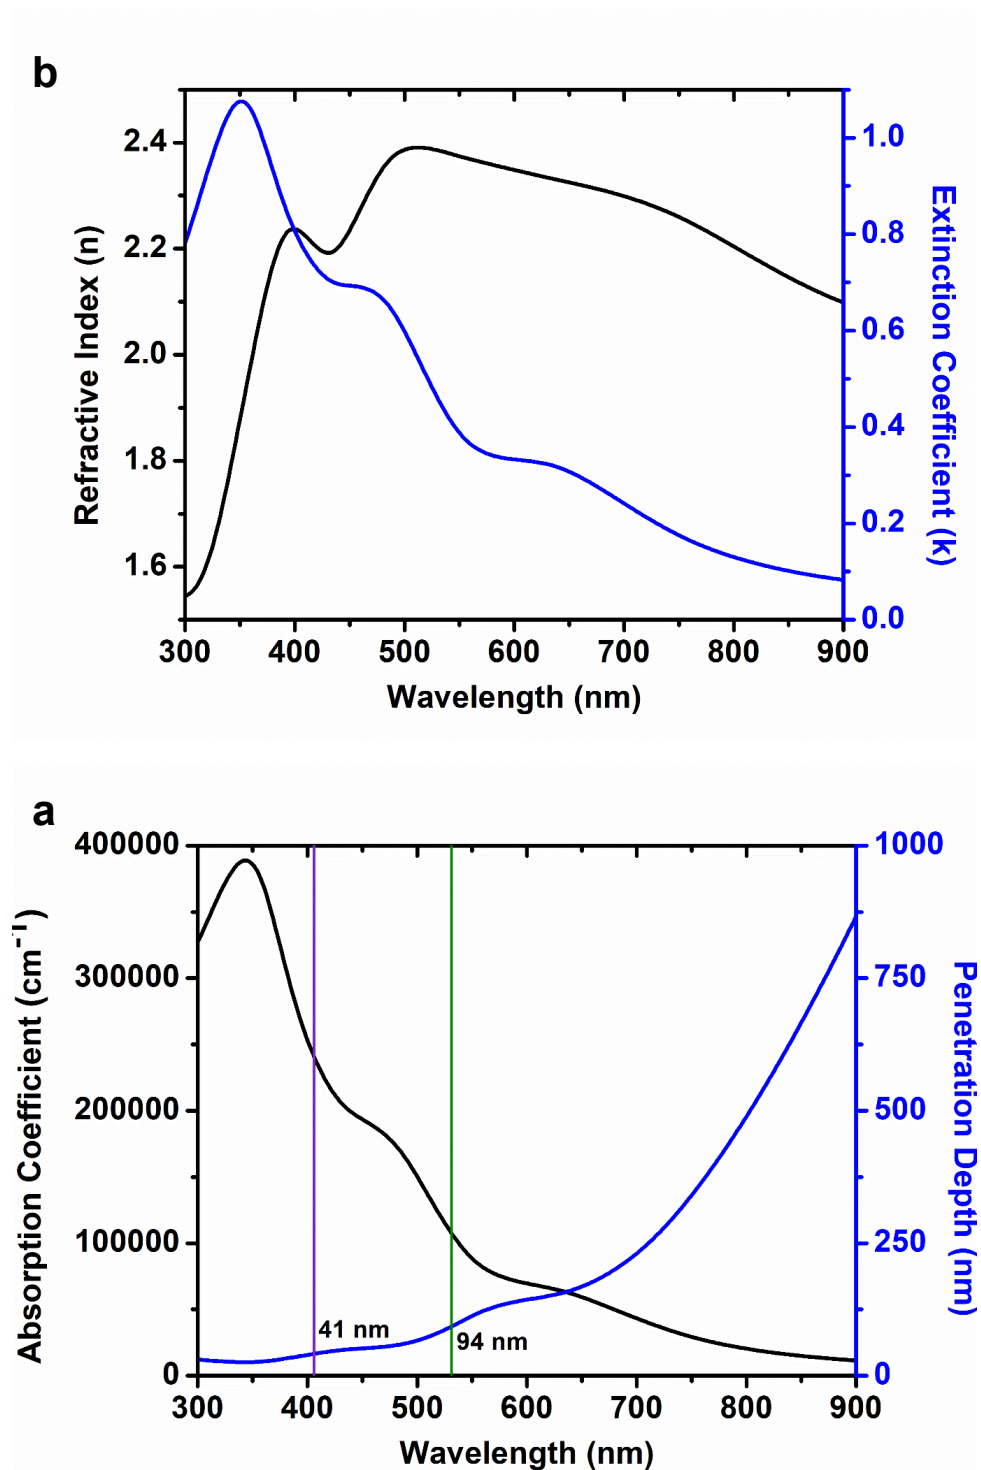 b
2.4
2.2
2.0
1.8
1.6
Refractive Index (n)
1.0
0.8
0.6
0.4
0.2
0.0
Extinction Coefficient (k)
300 400 500 600 700 800 900
Wavelength (nm)
a
400000
300000
200000
100000
0
Absorption Coefficient (cm⁻¹)
1000
750
500
250
0
Penetration Depth (nm)
41 nm
94 nm
300 400 500 600 700 800 900
Wavelength (nm)